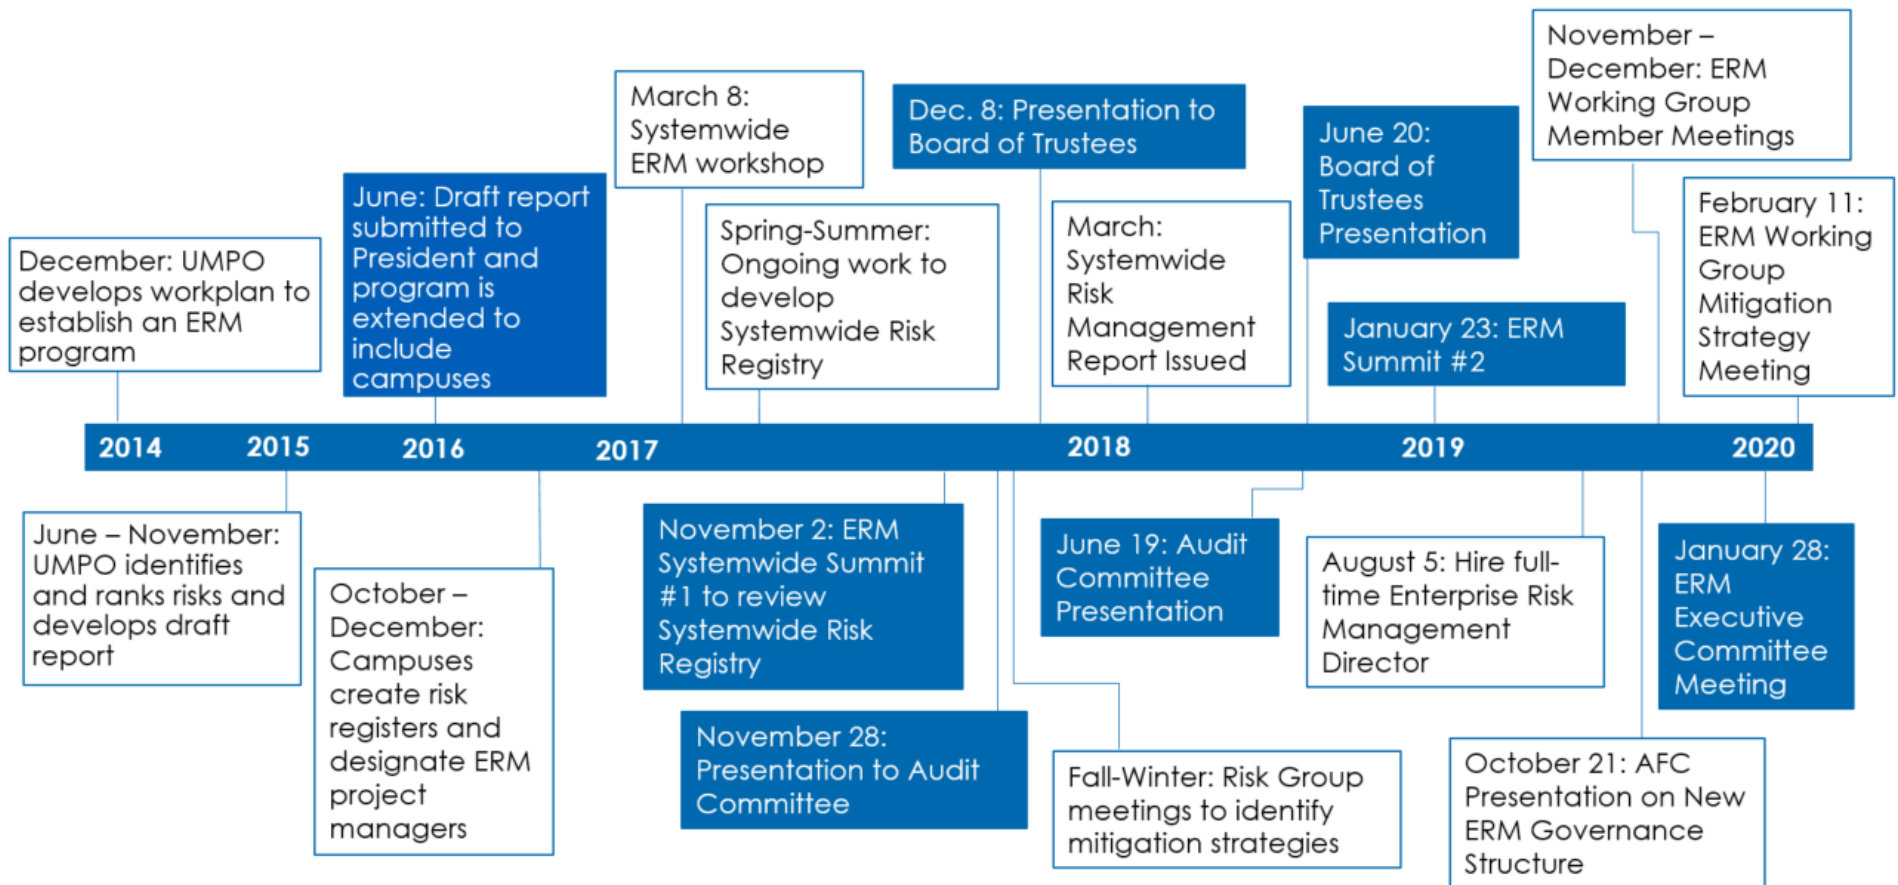 November –
December: ERM
Working Group
Member Meetings
March 8:
Systemwide
ERM workshop
Dec. 8: Presentation to
Board of Trustees
June 20:
Board of
Trustees
Presentation
June: Draft report
submitted to
President and
program is
extended to
include
campuses
February 11:
ERM Working
Group
Mitigation
Strategy
Meeting
Spring-Summer:
Ongoing work to
develop
Systemwide Risk
Registry
March:
Systemwide
Risk
Management
Report Issued
December: UMPO
develops workplan to
establish an ERM
program
January 23: ERM
Summit #2
2014 2015 2016 2017 2018 2019 2020
June – November:
UMPO identifies
and ranks risks and
develops draft
report
October –
December:
Campuses
create risk
registers and
designate ERM
project
managers
November 2: ERM
Systemwide Summit
#1 to review
Systemwide Risk
Registry
November 28:
Presentation to Audit
Committee
June 19: Audit
Committee
Presentation
Fall-Winter: Risk Group
meetings to identify
mitigation strategies
August 5: Hire full-
time Enterprise Risk
Management
Director
October 21: AFC
Presentation on New
ERM Governance
Structure
January 28:
ERM
Executive
Committee
Meeting